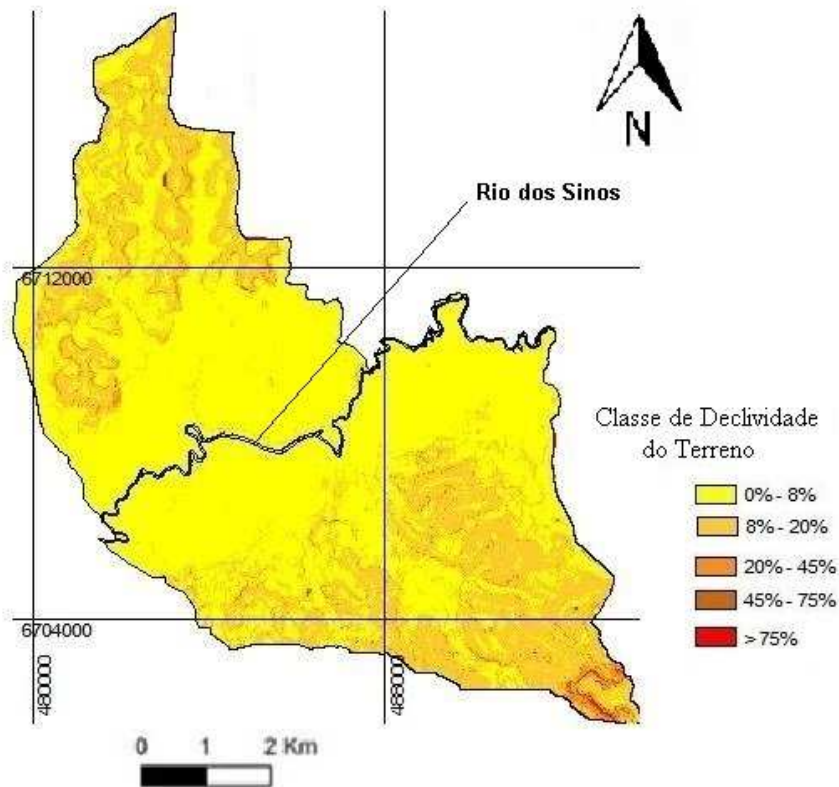 N
Rio dos Sinos
6712000
Classe de Declividade
do Terreno
0% - 8%
8% - 20%
20% - 45%
45% - 75%
>75%
6704000
480000
488000
0 1 2 Km